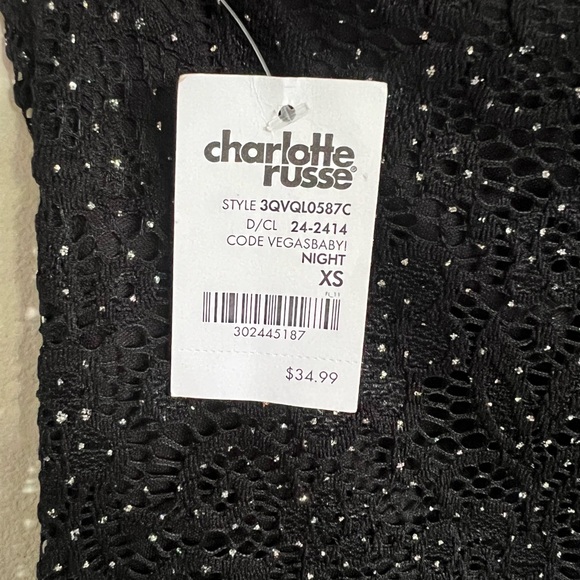 charlotte
russe®
STYLE 3QVQL0587C
D/CL 24-2414
CODE VEGASBABY!
NIGHT
XS
302445187
$34.99